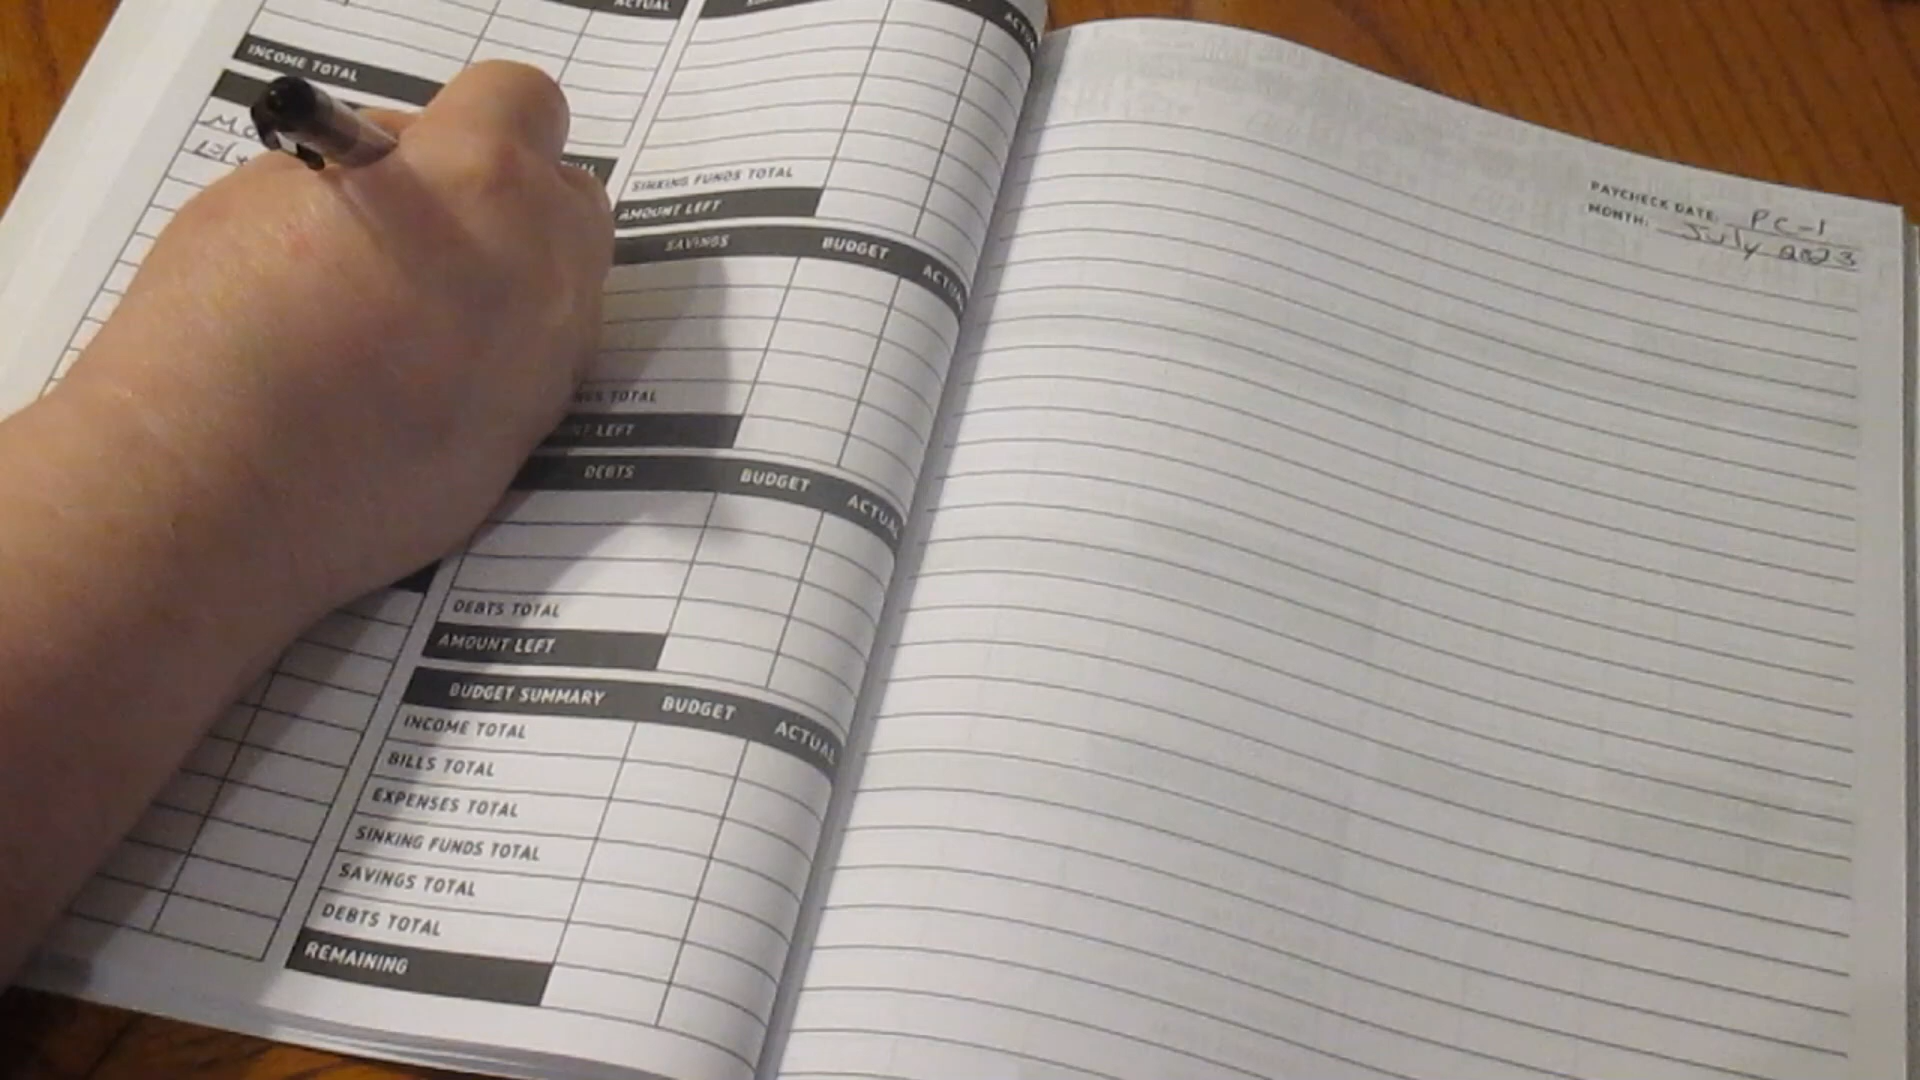 ACTUAL
INCOME TOTAL
SINKING FUNDS TOTAL
AMOUNT LEFT
SAVINGS BUDGET
TOTAL
LEFT
DEBTS BUDGET ACTUAL
DEBTS TOTAL
AMOUNT LEFT
BUDGET SUMMARY BUDGET ACTUAL
INCOME TOTAL
BILLS TOTAL
EXPENSES TOTAL
SINKING FUNDS TOTAL
SAVINGS TOTAL
DEBTS TOTAL
REMAINING
PAYCHECK DATE: PC-1
MONTH: July 2023